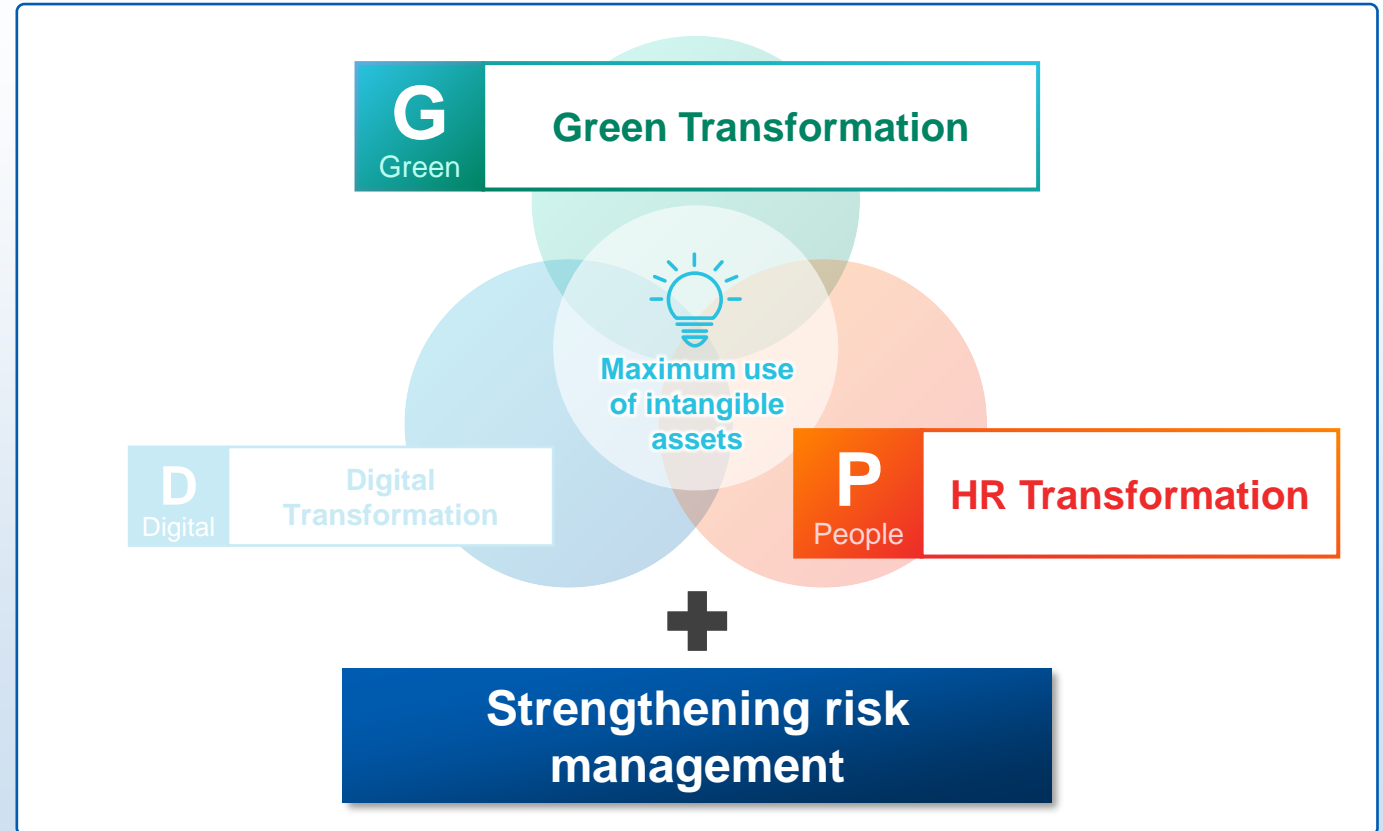 G
Green
Green Transformation
Maximum use
of intangible
assets
D
Digital
Digital
Transformation
P
People
HR Transformation
Strengthening risk
management